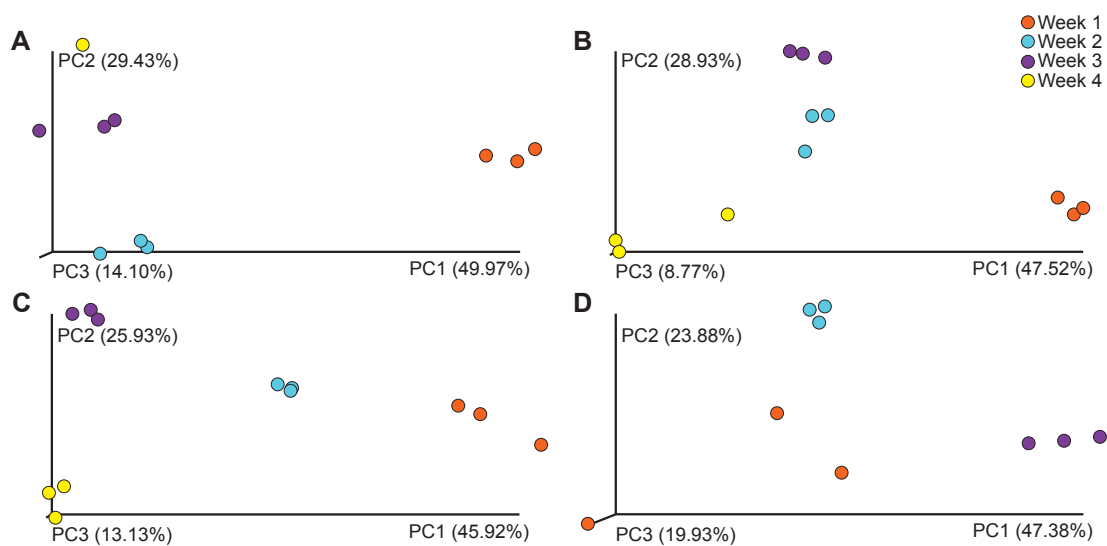 A
PC2 (29.43%)
PC3 (14.10%)
PC1 (49.97%)
B
PC2 (28.93%)
PC3 (8.77%)
PC1 (47.52%)
Week 1
Week 2
Week 3
Week 4
C
PC2 (25.93%)
PC3 (13.13%)
PC1 (45.92%)
D
PC2 (23.88%)
PC3 (19.93%)
PC1 (47.38%)